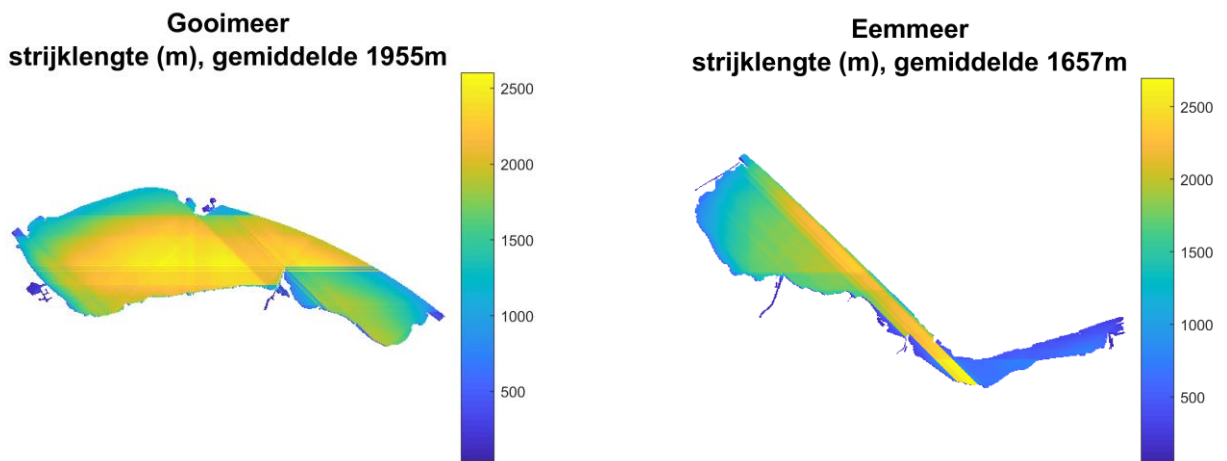 Gooimeer
strijklengte (m), gemiddelde 1955m
2500
2000
1500
1000
500
Eemmeer
strijklengte (m), gemiddelde 1657m
2500
2000
1500
1000
500